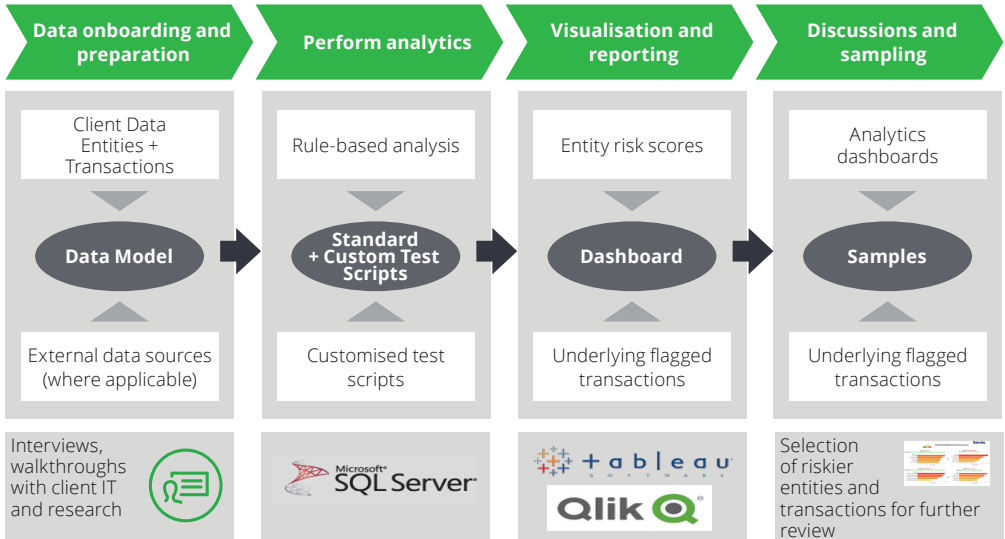 Data onboarding and
preparation
Perform analytics
Visualisation and
reporting
Discussions and
sampling
Client Data
Entities +
Transactions
Data Model
External data sources
(where applicable)
Rule-based analysis
Standard
+ Custom Test
Scripts
Customised test
scripts
Entity risk scores
Dashboard
Underlying flagged
transactions
Analytics
dashboards
Samples
Underlying flagged
transactions
Interviews,
walkthroughs
with client IT
and research
Microsoft®
SQL Server®
+ableau®
SOFTWARE
Qlik Q®
Selection
of riskier
entities and
transactions for further
review